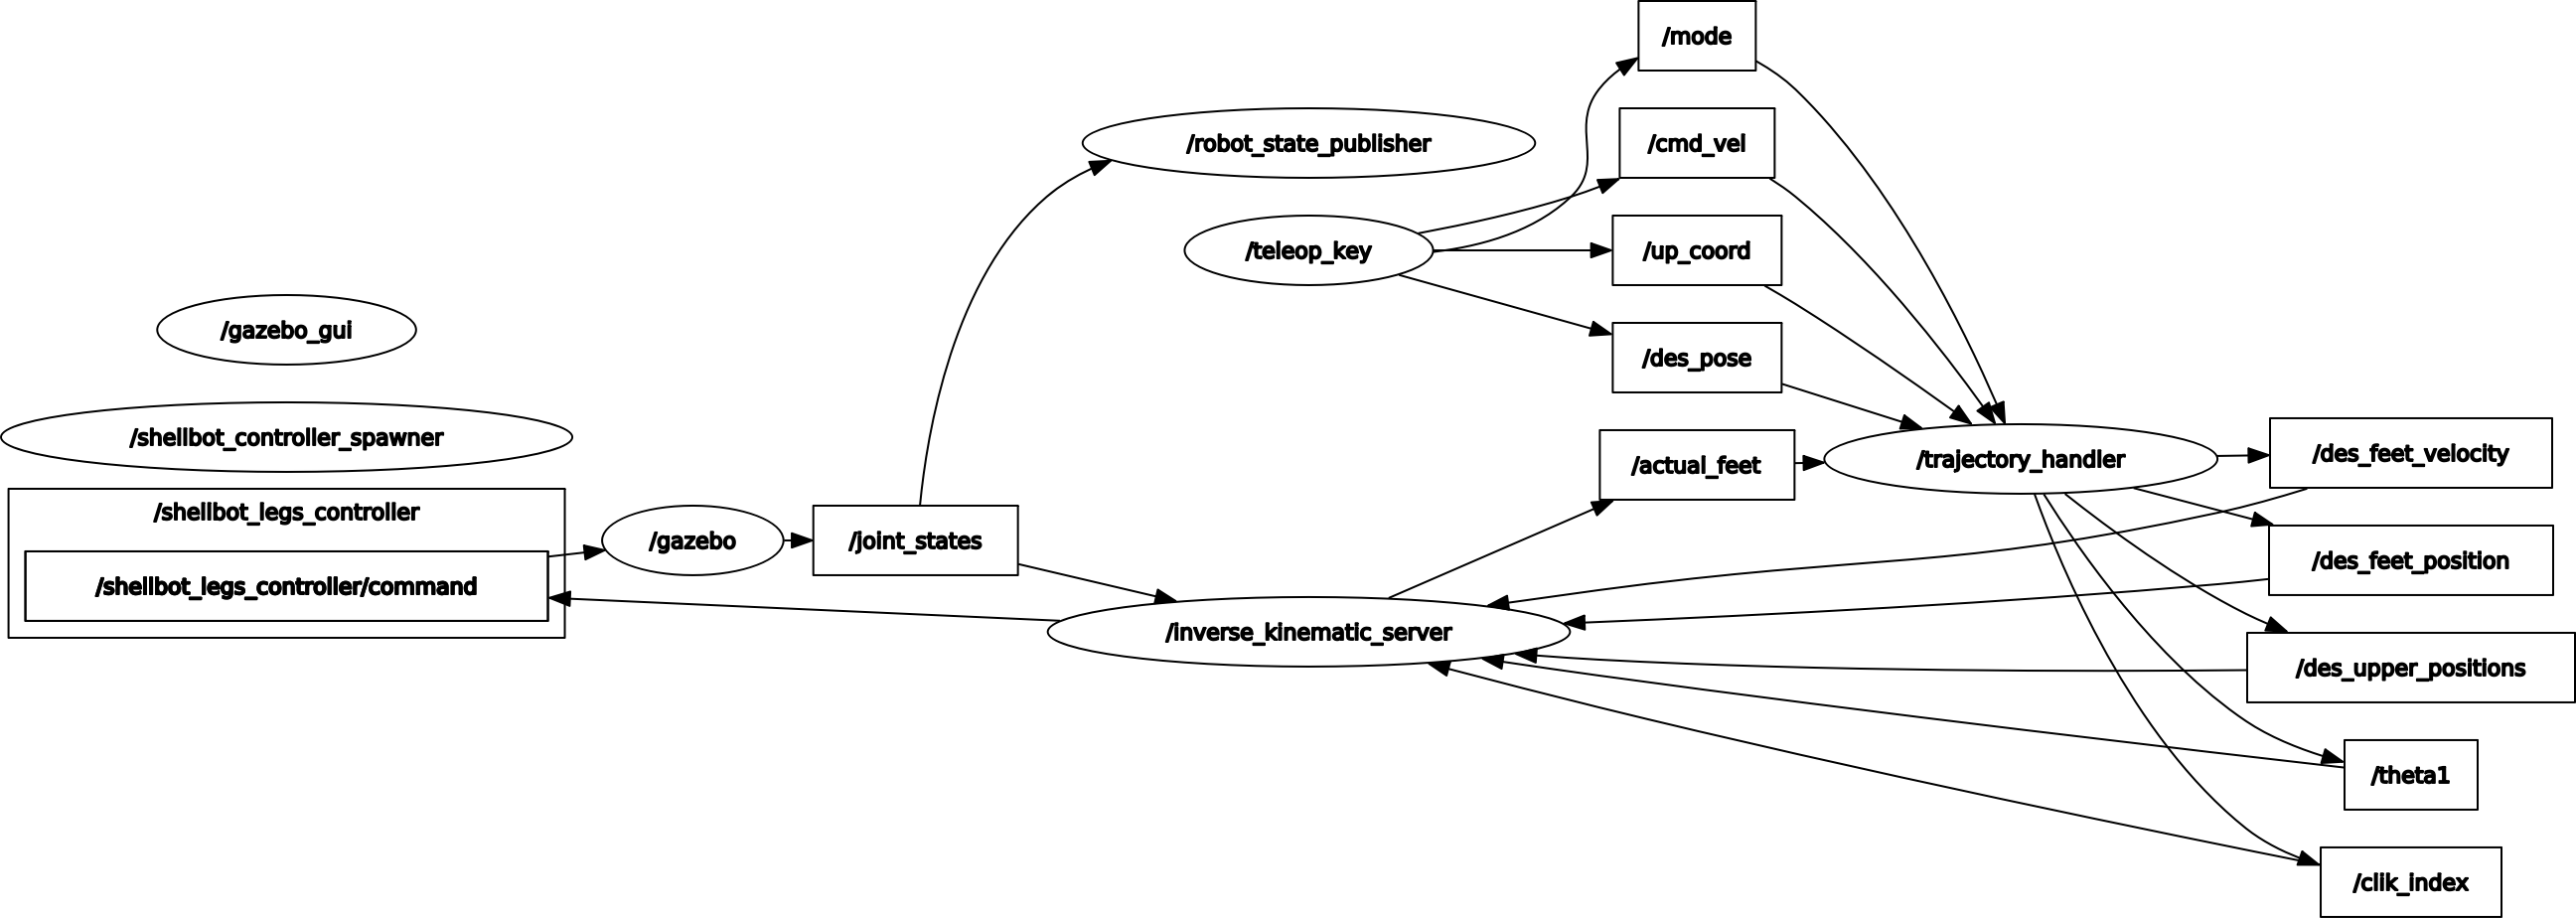 /mode
/cmd_vel
/robot_state_publisher
/teleop_key
/up_coord
/gazebo_gui
/des_pose
/shellbot_controller_spawner
/actual_feet
/trajectory_handler
/des_feet_velocity
/shellbot_legs_controller
/gazebo
/joint_states
/des_feet_position
/shellbot_legs_controller/command
/inverse_kinematic_server
/des_upper_positions
/theta1
/clik_index